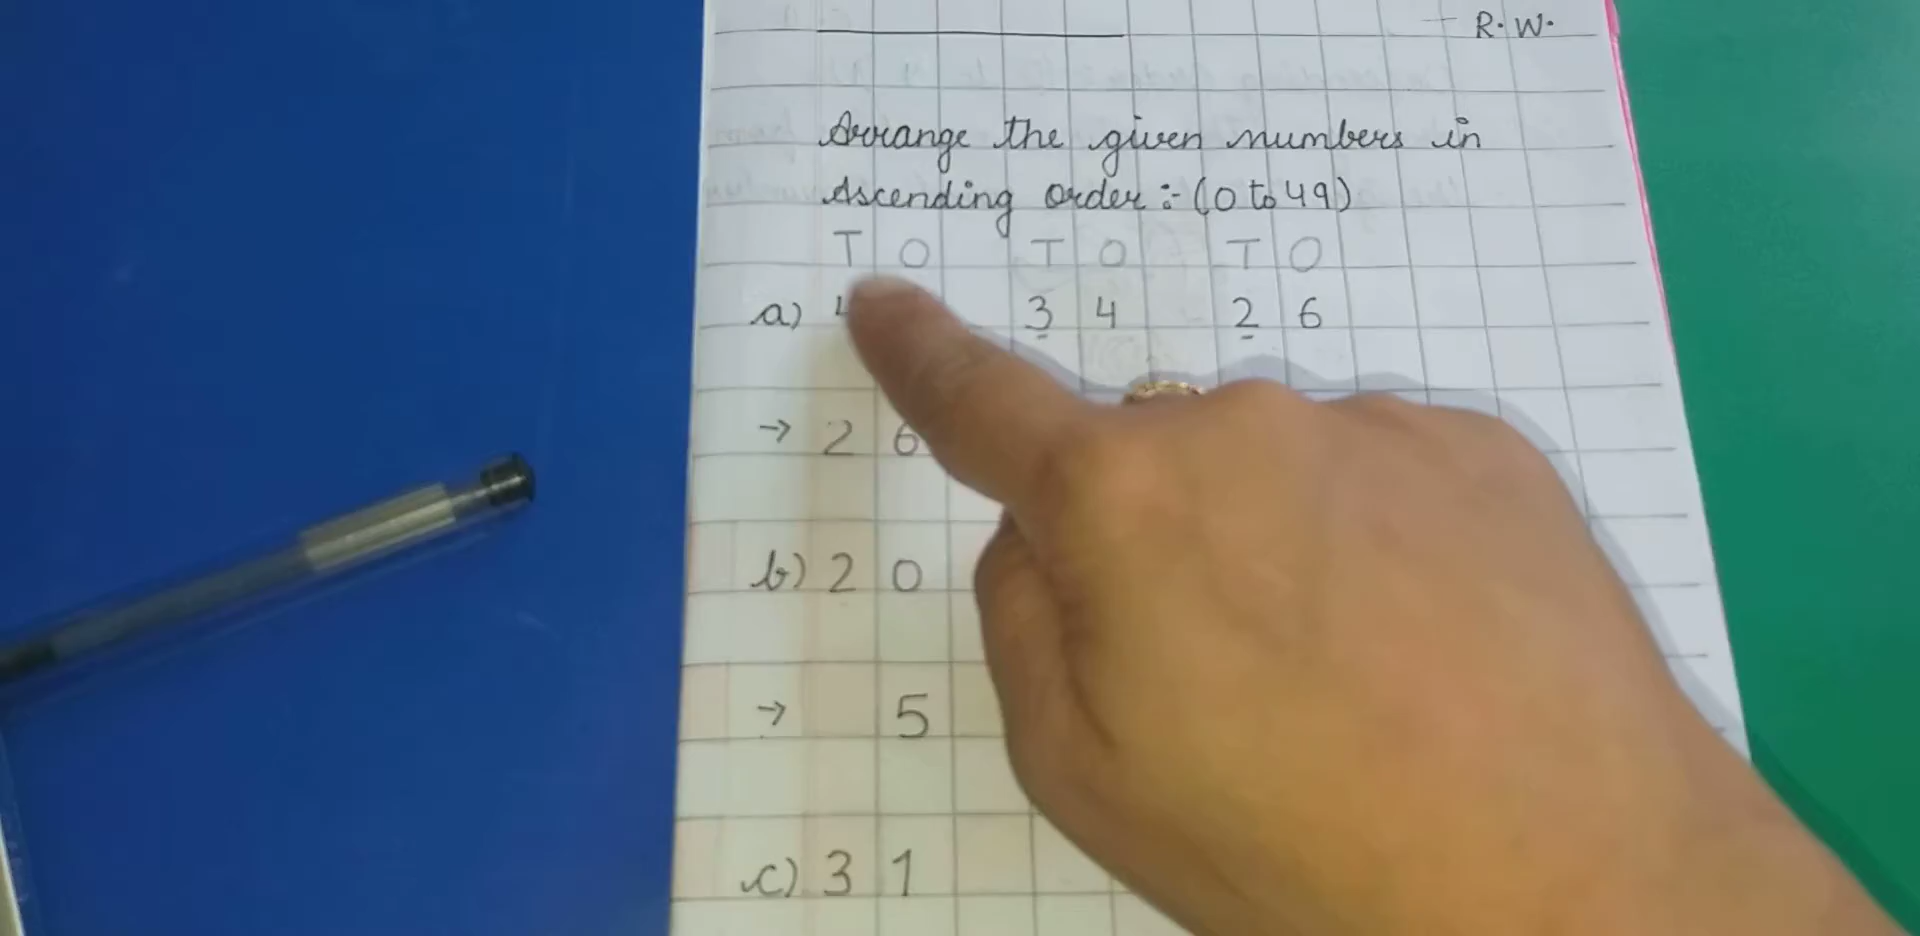 R. W.
Arrange the given numbers in
Ascending order :- (0 to 49)
T O T O T O
a) 4 3 4 2 6
→ 2 6
b) 2 0
→ 5
c) 3 1